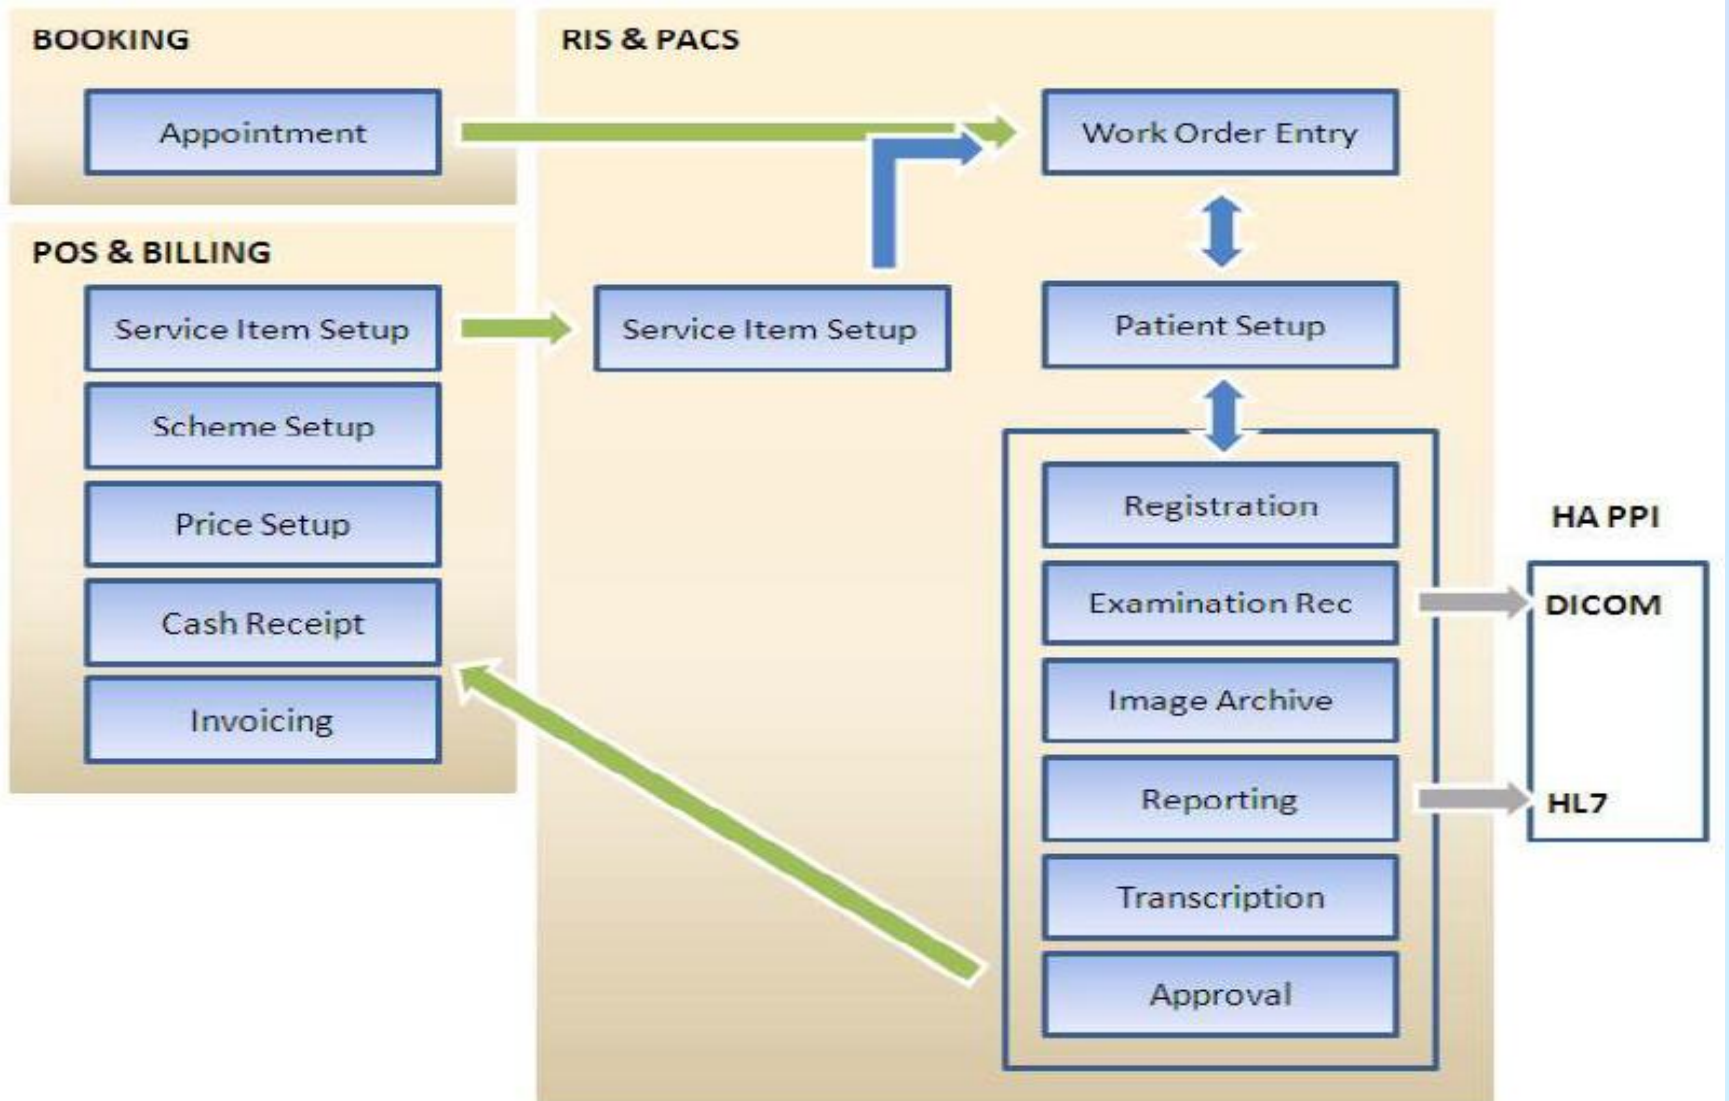 BOOKING
Appointment
POS & BILLING
Service Item Setup
Scheme Setup
Price Setup
Cash Receipt
Invoicing
RIS & PACS
Work Order Entry
Service Item Setup
Patient Setup
Registration
Examination Rec
Image Archive
Reporting
Transcription
Approval
HA PPI
DICOM
HL7